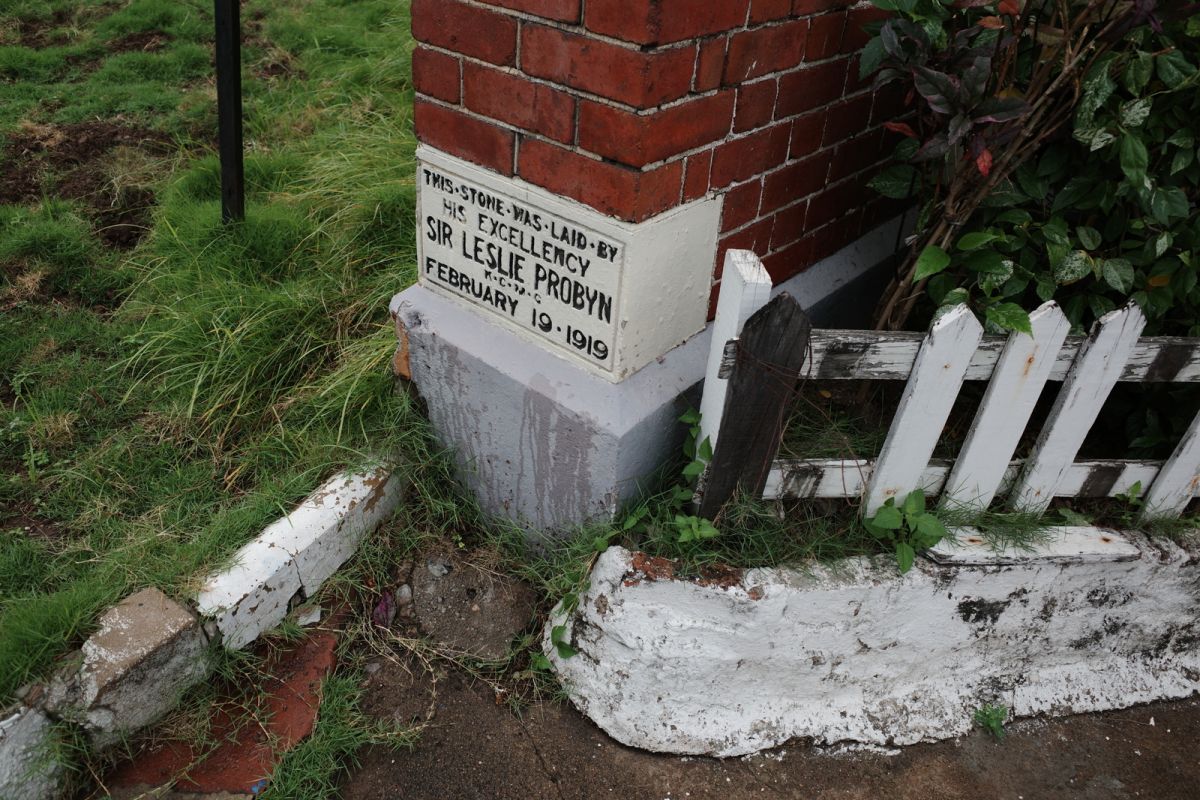 THIS·STONE·WAS·LAID·BY
HIS EXCELLENCY
SIR LESLIE PROBYN
K·C·M·G
FEBRUARY 19·1919